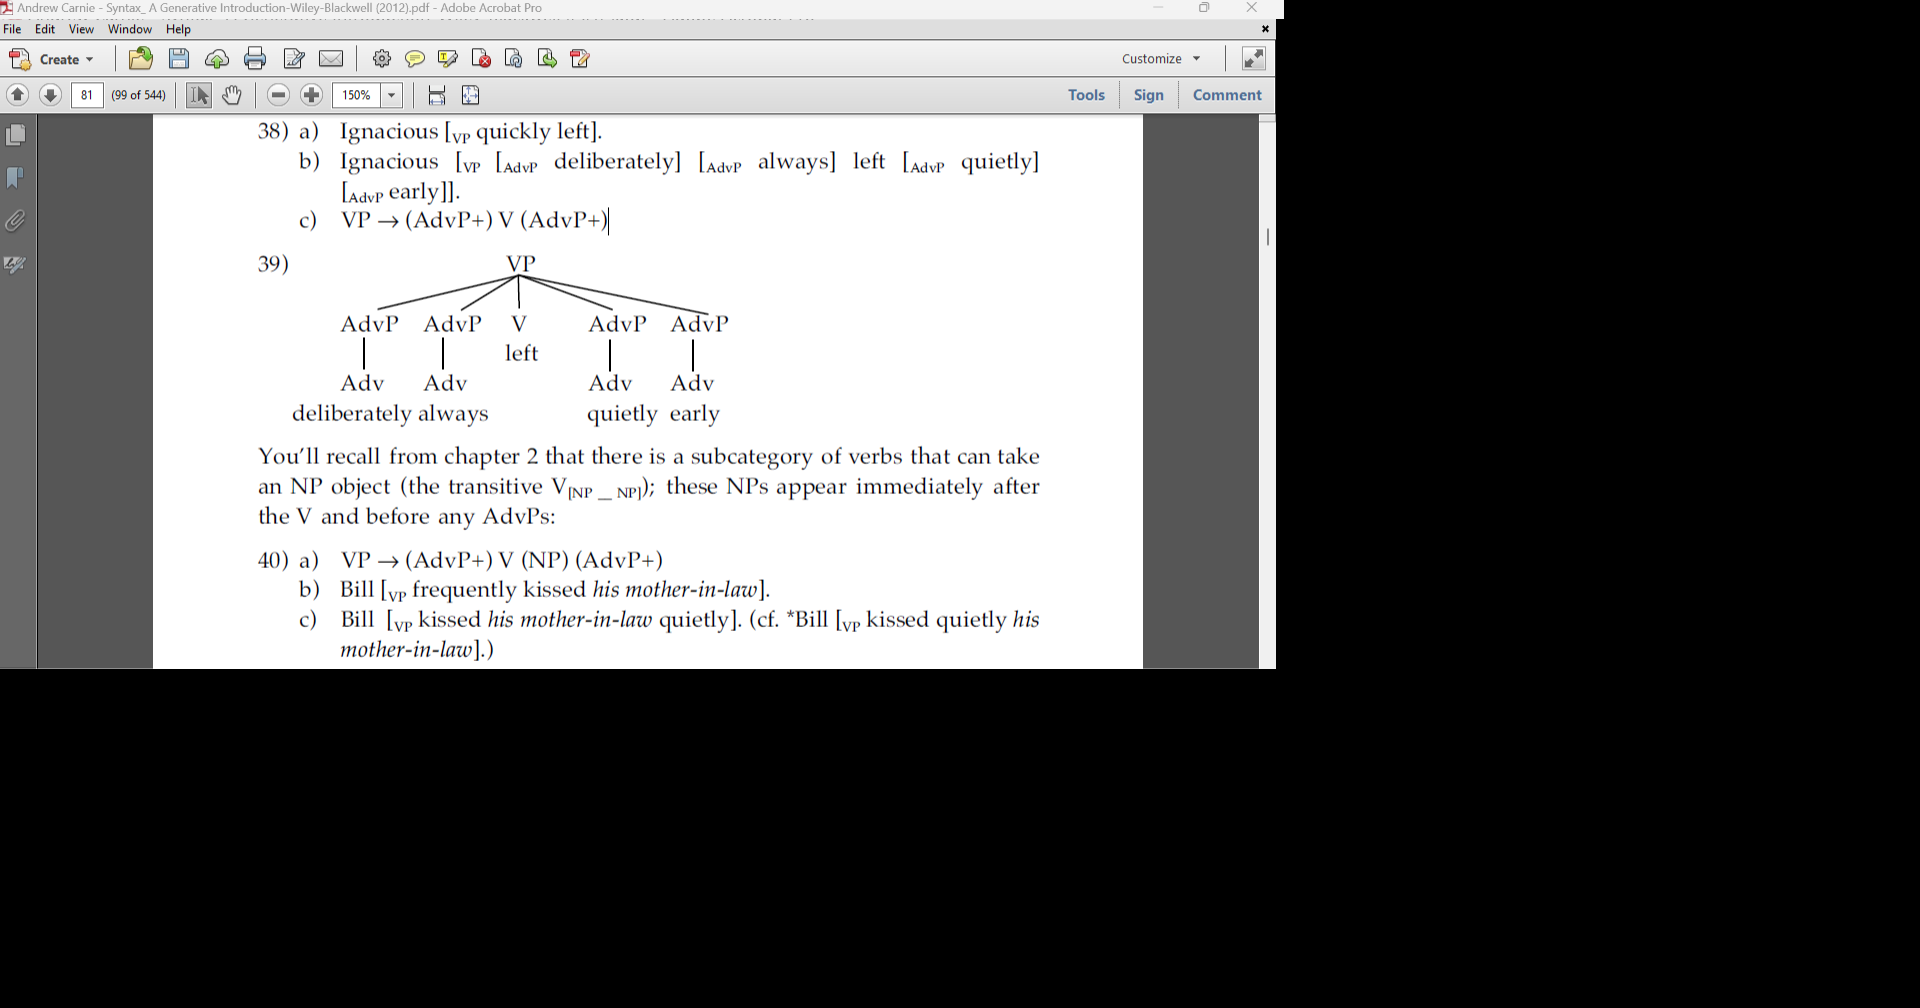 Andrew Carnie - Syntax_ A Generative Introduction-Wiley-Blackwell (2012).pdf - Adobe Acrobat Pro
File Edit View Window Help
Create Customize
81 (99 of 544) 150% Tools Sign Comment
38) a) Ignacious [VP quickly left].
b) Ignacious [VP [AdvP deliberately] [AdvP always] left [AdvP quietly]
[AdvP early]].
c) VP → (AdvP+) V (AdvP+)
39) VP
AdvP AdvP V AdvP AdvP
left
Adv Adv Adv Adv
deliberately always quietly early
You’ll recall from chapter 2 that there is a subcategory of verbs that can take
an NP object (the transitive V[NP _ NP]); these NPs appear immediately after
the V and before any AdvPs:
40) a) VP → (AdvP+) V (NP) (AdvP+)
b) Bill [VP frequently kissed his mother-in-law].
c) Bill [VP kissed his mother-in-law quietly]. (cf. *Bill [VP kissed quietly his
mother-in-law].)